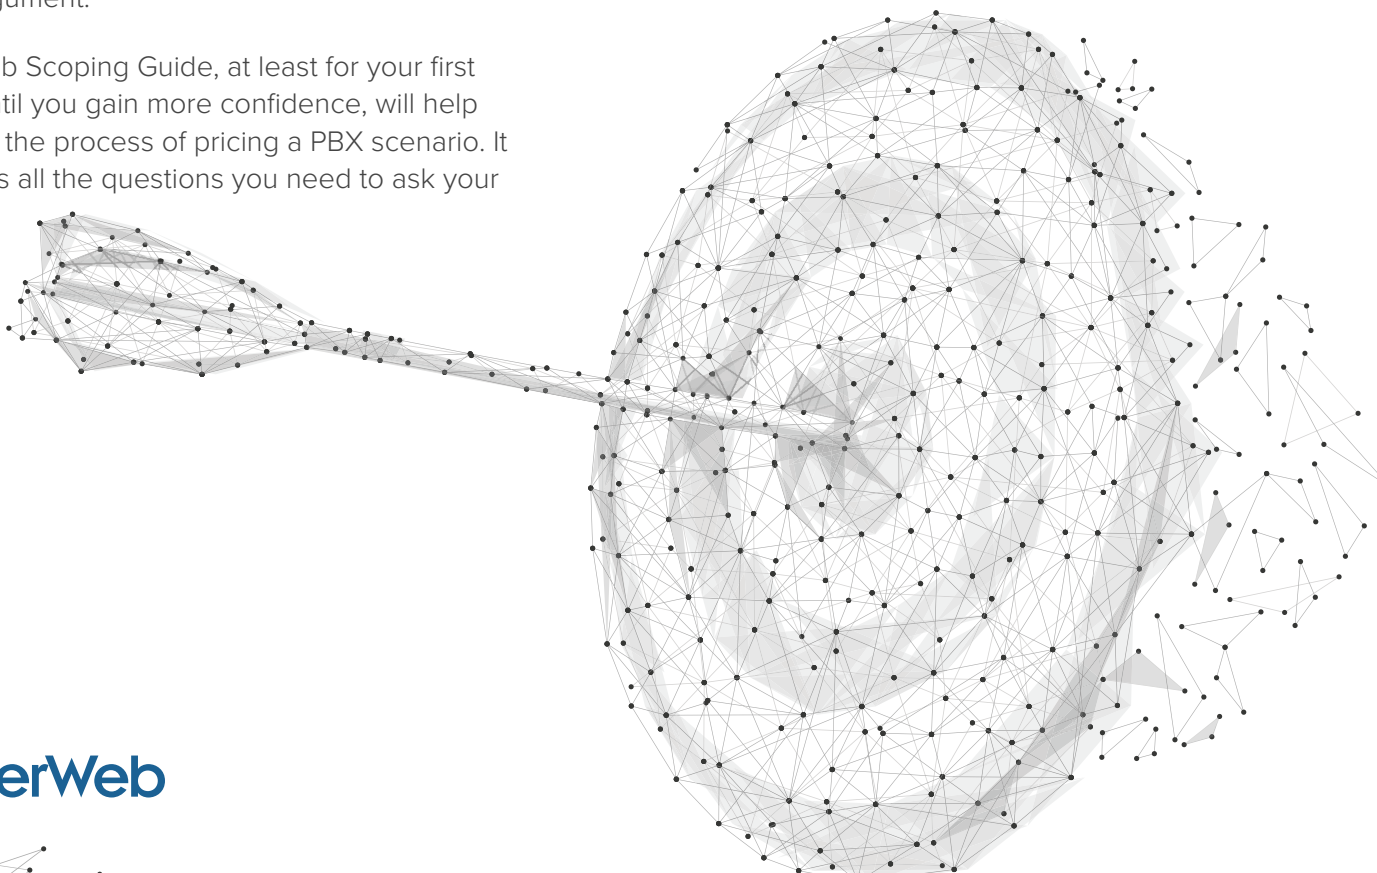 gument.
b Scoping Guide, at least for your first
til you gain more confidence, will help
the process of pricing a PBX scenario. It
s all the questions you need to ask your
erWeb